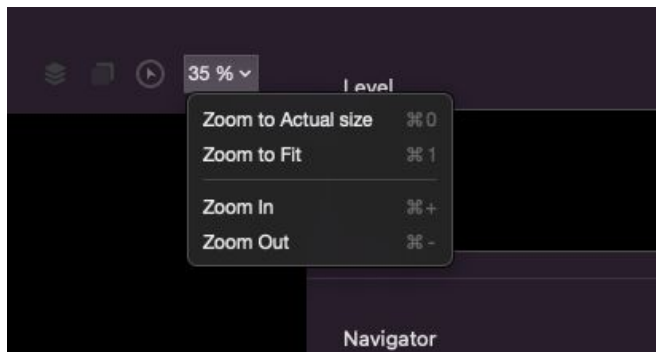 35 %
Level
Zoom to Actual size ⌘0
Zoom to Fit ⌘1
Zoom In ⌘+
Zoom Out ⌘-
Navigator